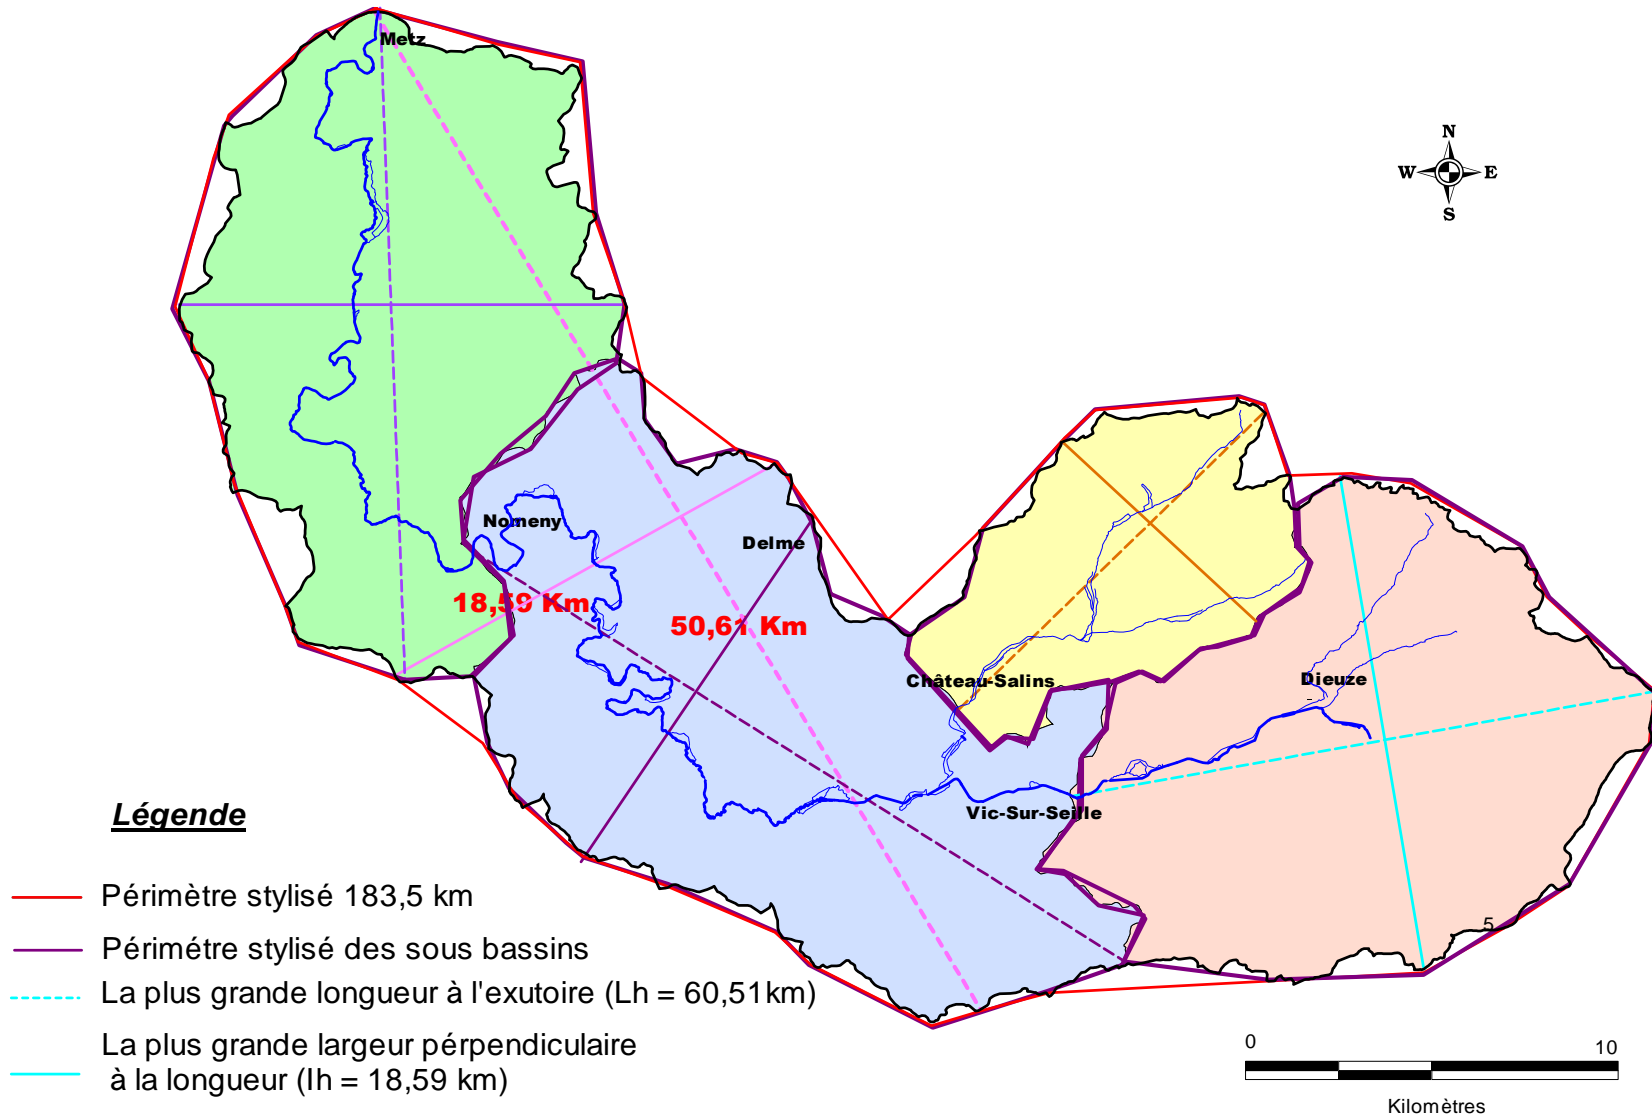 Metz
N
W E
S
Nomeny
Delme
18,59 Km
50,61 Km
Château-Salins
Dieuze
Vic-Sur-Seille
Légende
Périmètre stylisé 183,5 km
Périmétre stylisé des sous bassins
La plus grande longueur à l'exutoire (Lh = 60,51km)
La plus grande largeur pérpendiculaire
à la longueur (lh = 18,59 km)
5
0 10
Kilomètres